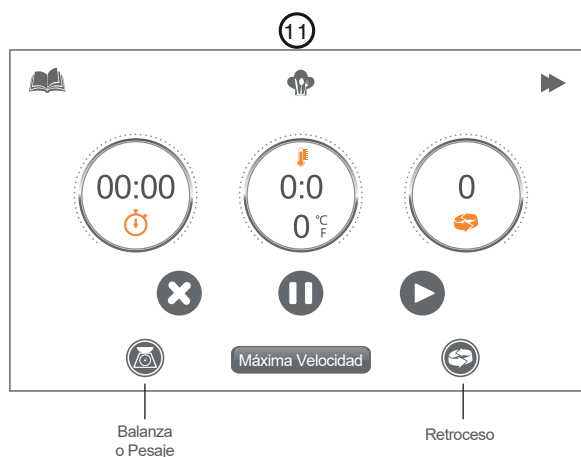 11
00:00
0:0
0 °C
F
0
Máxima Velocidad
Balanza
o Pesaje
Retroceso